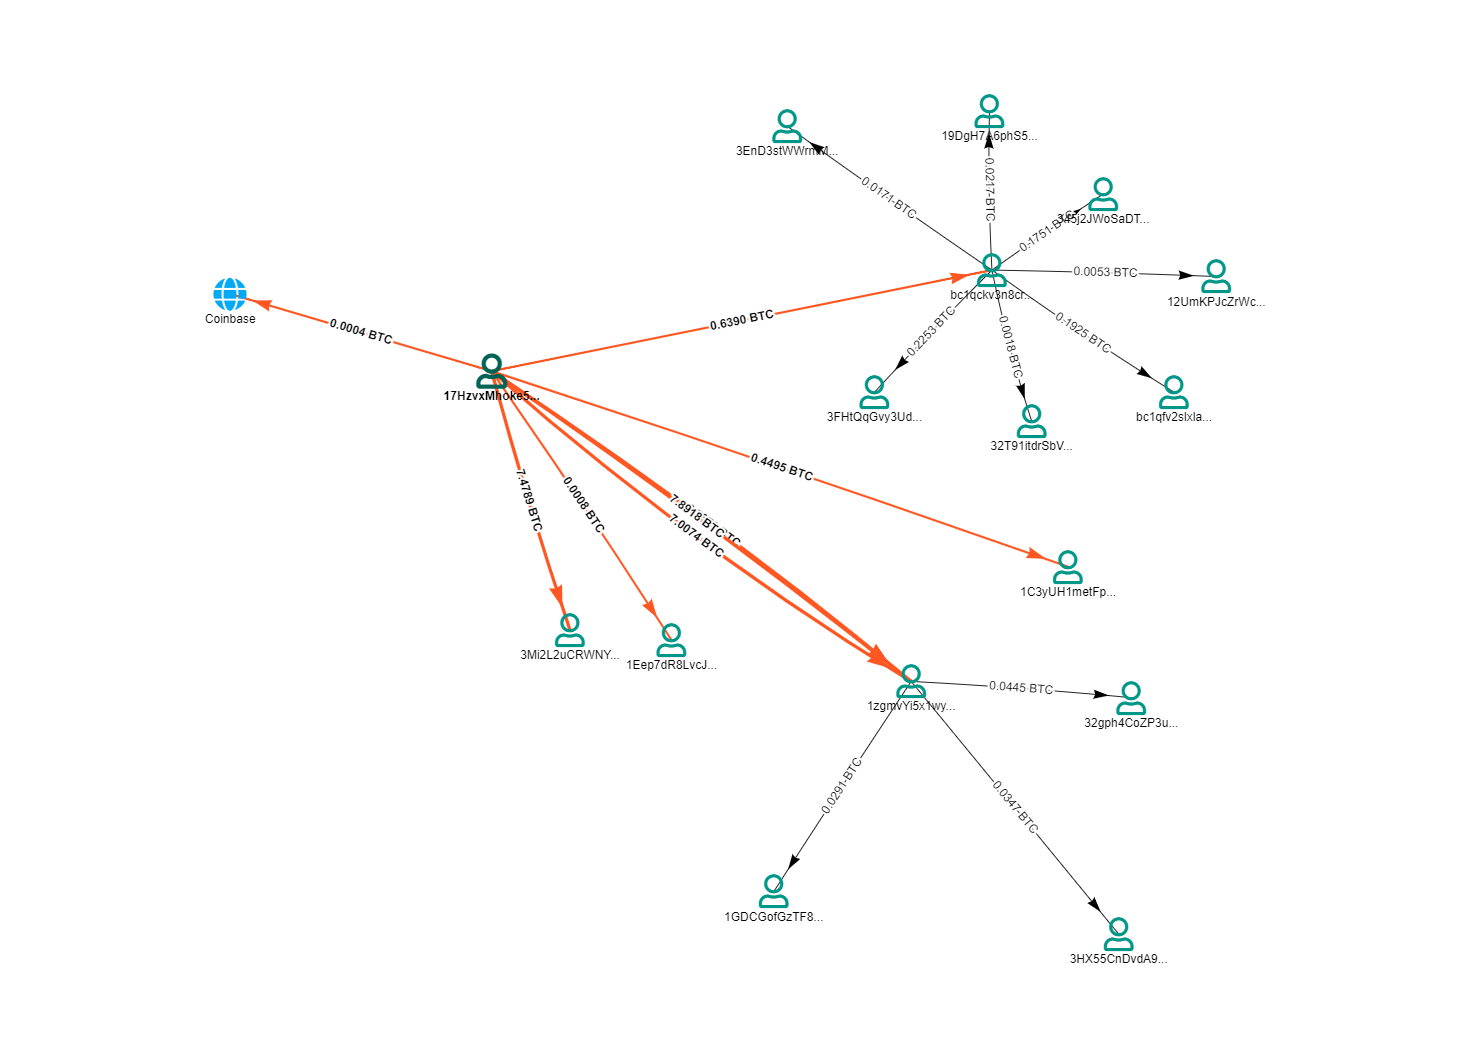 19DgH7A6phS5...
3EnD3stWWrnM...
0.0171 BTC
0.0217 BTC
345j2JWoSaDT...
0.1751 BTC
0.0053 BTC
12UmKPJcZrWc...
bc1qckv3n8cr...
Coinbase
0.0004 BTC
0.6390 BTC
0.2253 BTC
0.0018 BTC
0.1925 BTC
17HzvxMhoke5...
3FHtQqGvy3Ud...
32T91itdrSbV...
bc1qfv2slxla...
0.4495 BTC
7.4789 BTC
0.0008 BTC
7.8918 BTC
7.0074 BTC
1C3yUH1metFp...
3Mi2L2uCRWNY...
1Eep7dR8LvcJ...
1zgmvYi5x1wy...
0.0445 BTC
32gph4CoZP3u...
0.0291 BTC
0.0347 BTC
1GDCGofGzTF8...
3HX55CnDvdA9...